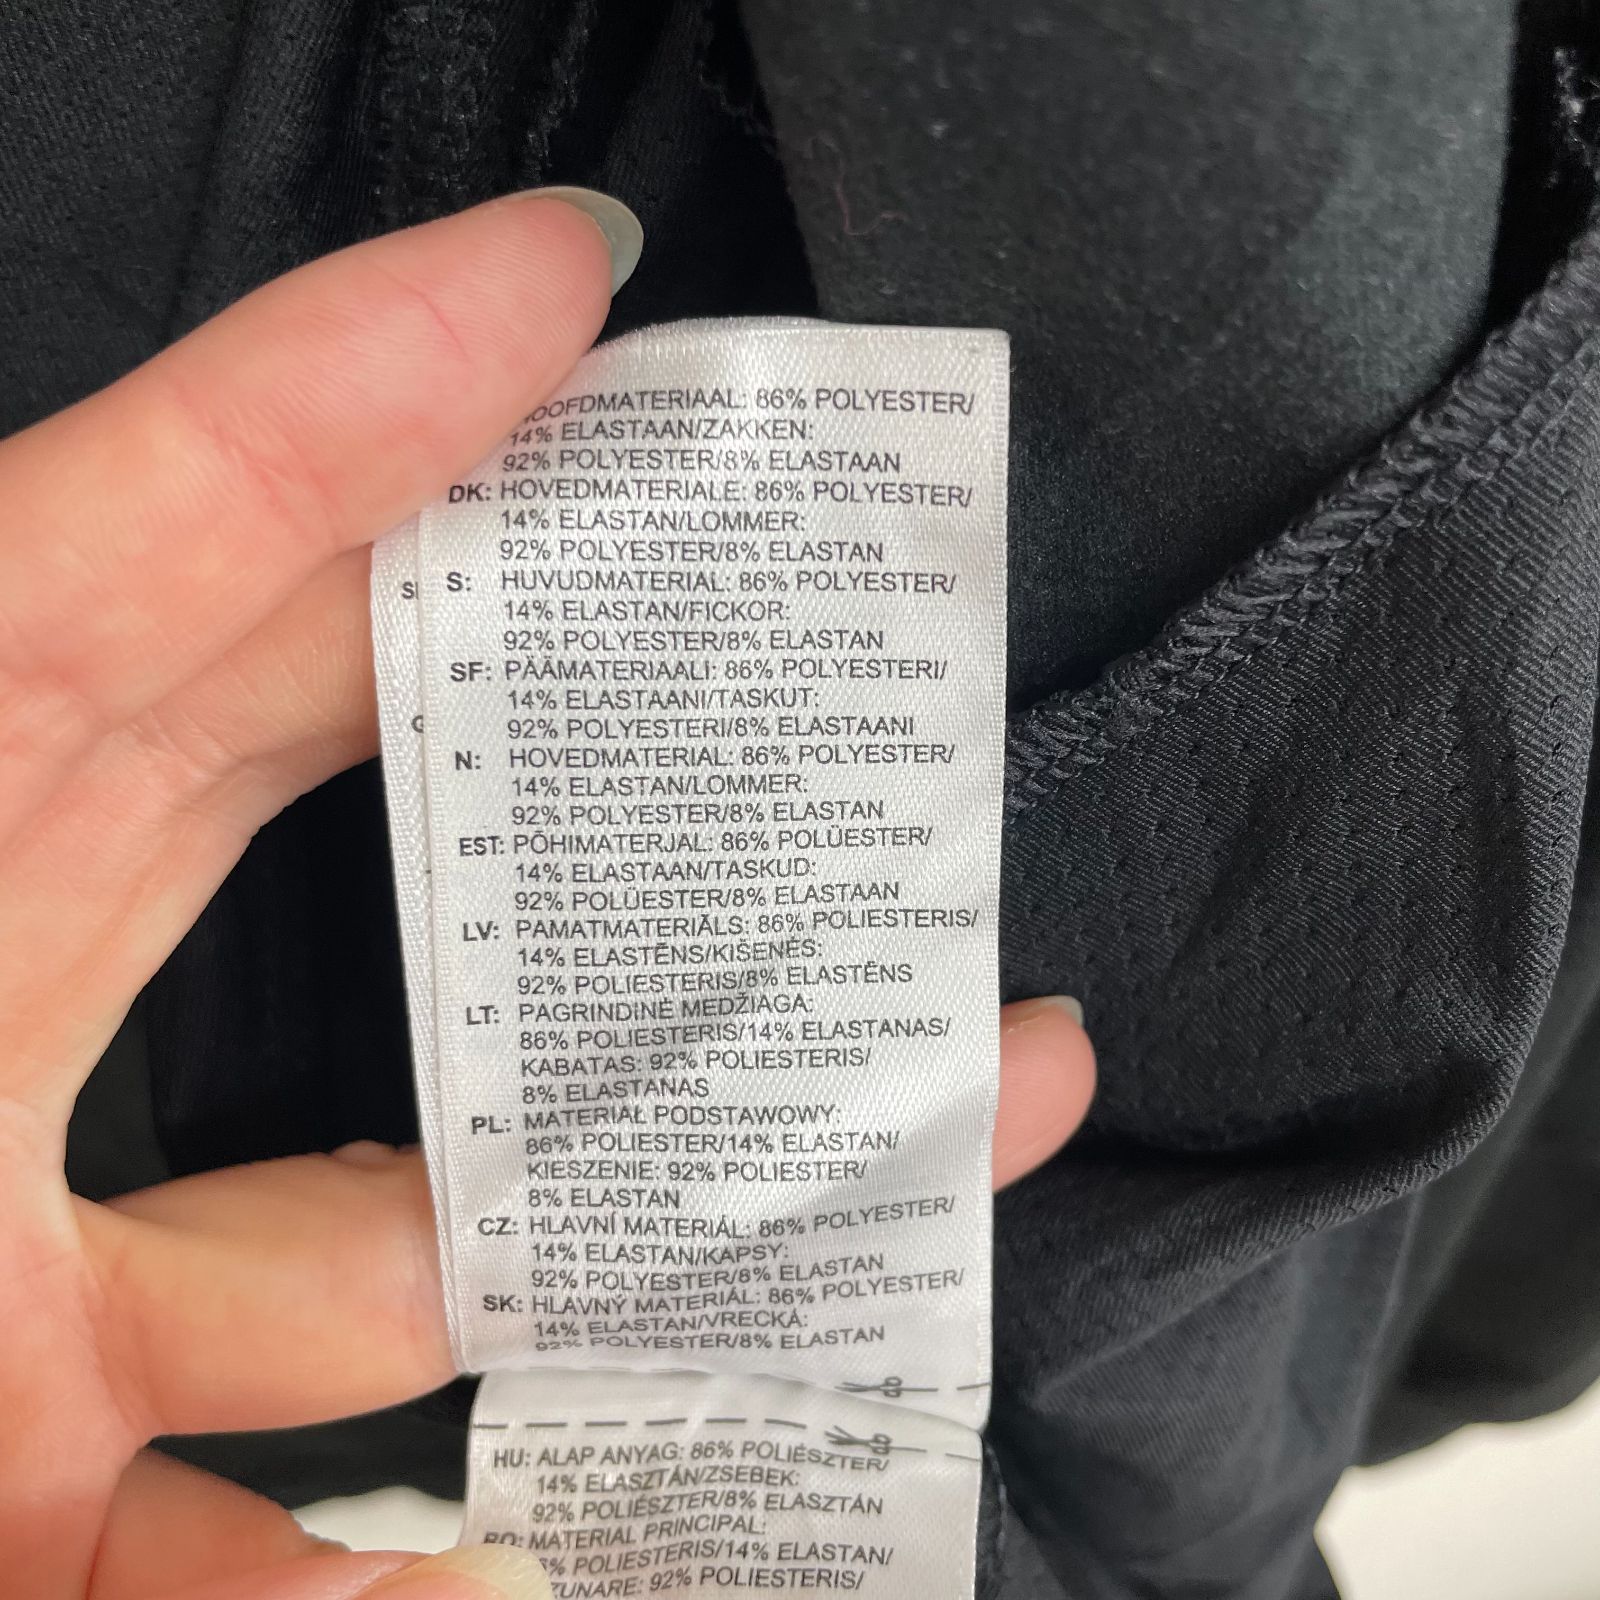 HOOFDMATERIAAL: 86% POLYESTER/
14% ELASTAAN/ZAKKEN:
92% POLYESTER/8% ELASTAAN
DK: HOVEDMATERIALE: 86% POLYESTER/
14% ELASTAN/LOMMER:
92% POLYESTER/8% ELASTAN
S: HUVUDMATERIAL: 86% POLYESTER/
14% ELASTAN/FICKOR:
92% POLYESTER/8% ELASTAN
SF: PÄÄMATERIAALI: 86% POLYESTERI/
14% ELASTAANI/TASKUT:
92% POLYESTERI/8% ELASTAANI
N: HOVEDMATERIAL: 86% POLYESTER/
14% ELASTAN/LOMMER:
92% POLYESTER/8% ELASTAN
EST: PÕHIMATERJAL: 86% POLÜESTER/
14% ELASTAAN/TASKUD:
92% POLÜESTER/8% ELASTAAN
LV: PAMATMATERIĀLS: 86% POLIESTERIS/
14% ELASTĒNS/KIŠENĒS:
92% POLIESTERIS/8% ELASTĒNS
LT: PAGRINDINĖ MEDŽIAGA:
86% POLIESTERIS/14% ELASTANAS/
KABATAS: 92% POLIESTERIS/
8% ELASTANAS
PL: MATERIAŁ PODSTAWOWY:
86% POLIESTER/14% ELASTAN/
KIESZENIE: 92% POLIESTER/
8% ELASTAN
CZ: HLAVNÍ MATERIÁL: 86% POLYESTER/
14% ELASTAN/KAPSY:
92% POLYESTER/8% ELASTAN
SK: HLAVNÝ MATERIÁL: 86% POLYESTER/
14% ELASTAN/VRECKÁ:
92% POLYESTER/8% ELASTAN
HU: ALAP ANYAG: 86% POLIÉSZTER/
14% ELASZTÁN/ZSEBEK:
92% POLIÉSZTER/8% ELASZTÁN
RO: MATERIAL PRINCIPAL:
% POLIESTERIS/14% ELASTAN/
ZUNARE: 92% POLIESTERIS/